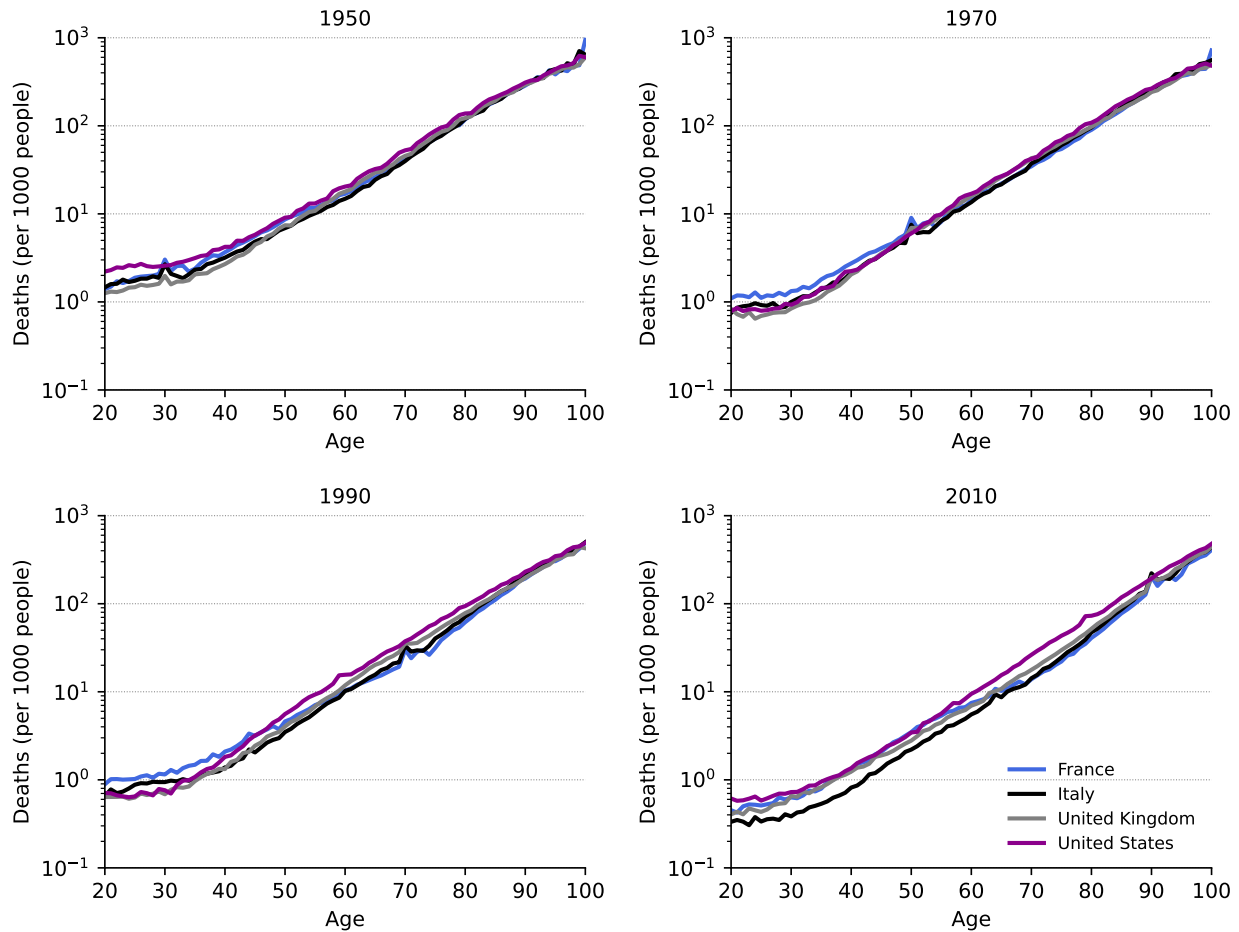 1950
Deaths (per 1000 people)
10³
10²
10¹
10⁰
10⁻¹
20 30 40 50 60 70 80 90 100
Age
1970
Deaths (per 1000 people)
10³
10²
10¹
10⁰
10⁻¹
20 30 40 50 60 70 80 90 100
Age
1990
Deaths (per 1000 people)
10³
10²
10¹
10⁰
10⁻¹
20 30 40 50 60 70 80 90 100
Age
2010
Deaths (per 1000 people)
10³
10²
10¹
10⁰
10⁻¹
France
Italy
United Kingdom
United States
20 30 40 50 60 70 80 90 100
Age